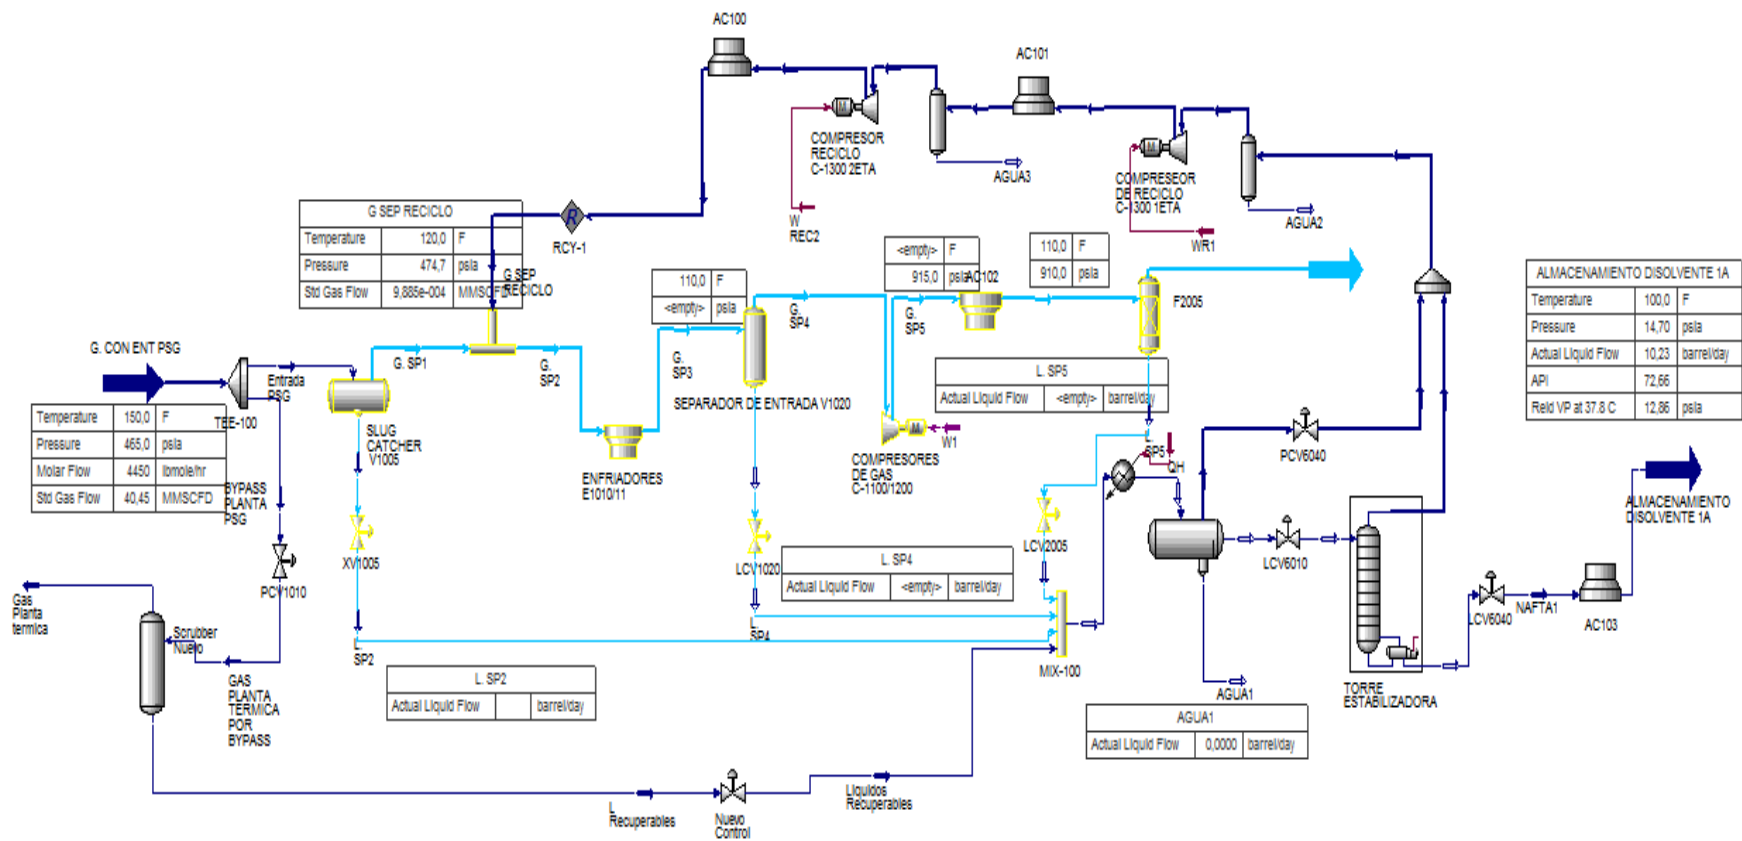 AC100
AC101
COMPRESOR
RECICLO
C-1300 2ETA
AGUA3
COMPRESEOR
DE RECICLO
C-1300 1ETA
AGUA2
W
REC2
WR1
G SEP RECICLO
Temperature 120,0 F
Pressure 474,7 psia
Std Gas Flow 9,885e-004 MMSCFD
RCY-1
G SEP
RECICLO
110,0 F
<empty> psia
<empty> F
915,0 psia
AC102
110,0 F
910,0 psia
F2005
ALMACENAMIENTO DISOLVENTE 1A
Temperature 100,0 F
Pressure 14,70 psia
Actual Liquid Flow 10,23 barrel/day
API 72,66
Reid VP at 37.8 C 12,86 psia
G. CON ENT PSG
Entrada
PSG
TEE-100
Temperature 150,0 F
Pressure 465,0 psia
Molar Flow 4450 lbmole/hr
Std Gas Flow 40,45 MMSCFD
G. SP1
G.
SP2
G.
SP3
G.
SP4
G.
SP5
SLUG
CATCHER
V1005
SEPARADOR DE ENTRADA V1020
L. SP5
Actual Liquid Flow <empty> barrel/day
W1
COMPRESORES
DE GAS
C-1100/1200
ENFRIADORES
E1010/11
L.
SP5
QH
PCV6040
BYPASS
PLANTA
PSG
PCV1010
XV1005
LCV1020
LCV2005
LCV6010
L. SP4
Actual Liquid Flow <empty> barrel/day
ALMACENAMIENTO
DISOLVENTE 1A
LCV6040
NAFTA1
AC103
Gas
Planta
termica
Scrubber
Nuevo
GAS
PLANTA
TERMICA
POR
BYPASS
L.
SP2
L.
SP4
MIX-100
L. SP2
Actual Liquid Flow barrel/day
AGUA1
AGUA1
Actual Liquid Flow 0,0000 barrel/day
TORRE
ESTABILIZADORA
L
Recuperables
Nuevo
Control
Liquidos
Recuperables